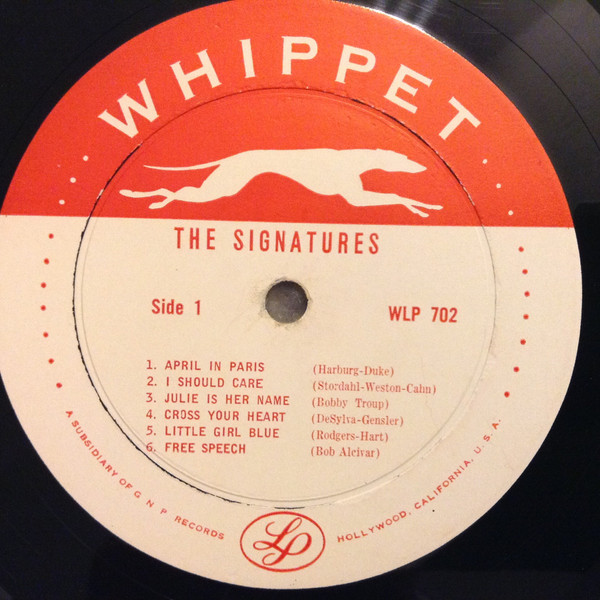 WHIPPET
THE SIGNATURES
Side 1
WLP 702
1. APRIL IN PARIS (Harburg-Duke)
2. I SHOULD CARE (Stordahl-Weston-Cahn)
3. JULIE IS HER NAME (Bobby Troup)
4. CROSS YOUR HEART (DeSylva-Gensler)
5. LITTLE GIRL BLUE (Rodgers-Hart)
6. FREE SPEECH (Bob Alcivar)
A SUBSIDIARY OF G N P RECORDS
LP
HOLLYWOOD, CALIFORNIA, U. S. A.